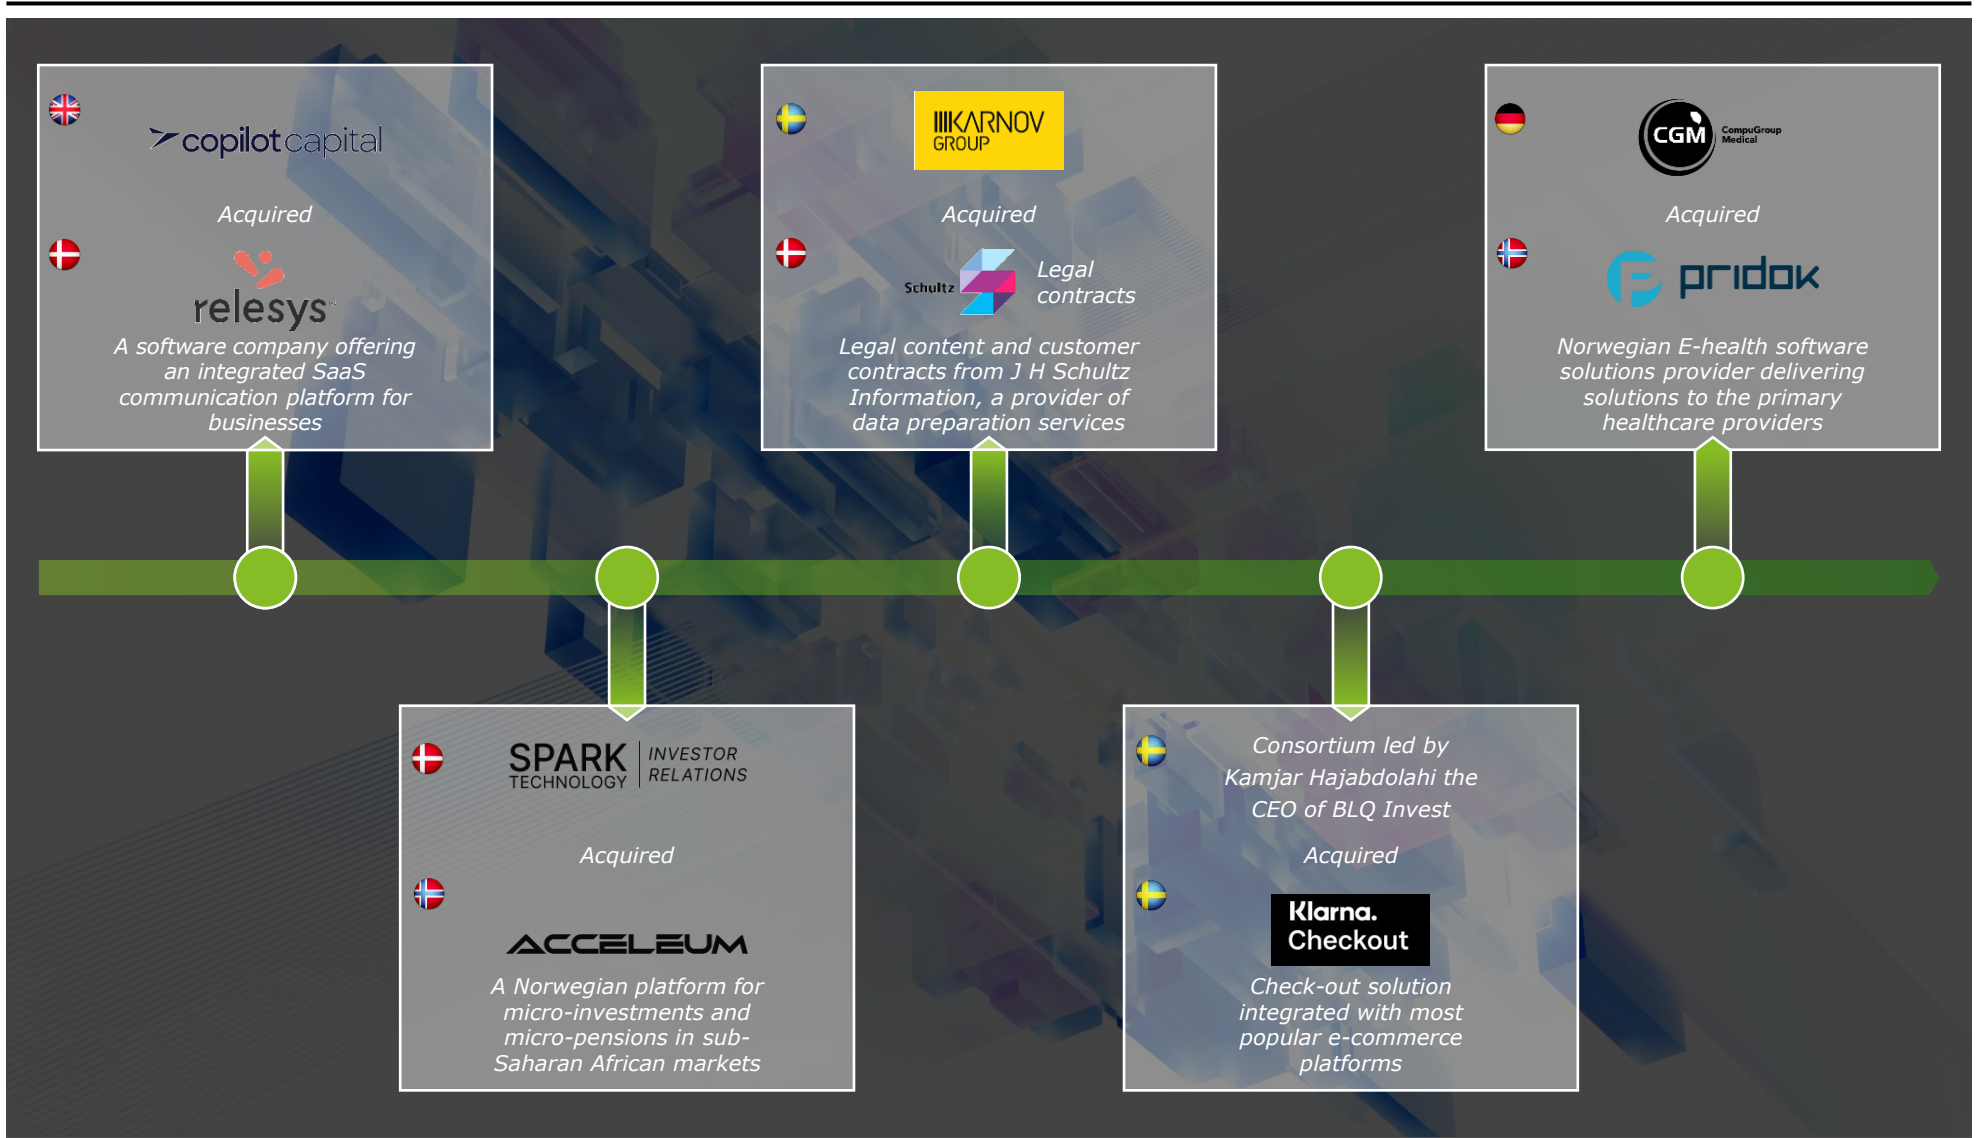 copilotcapital
Acquired
relesys
A software company offering
an integrated SaaS
communication platform for
businesses
SPARK
TECHNOLOGY
INVESTOR
RELATIONS
Acquired
ACCELEUM
A Norwegian platform for
micro-investments and
micro-pensions in sub-
Saharan African markets
KARNOV
GROUP
Acquired
Schultz
Legal
contracts
Legal content and customer
contracts from J H Schultz
Information, a provider of
data preparation services
Consortium led by
Kamjar Hajabdolahi the
CEO of BLQ Invest
Acquired
Klarna.
Checkout
Check-out solution
integrated with most
popular e-commerce
platforms
CGM
CompuGroup
Medical
Acquired
pridok
Norwegian E-health software
solutions provider delivering
solutions to the primary
healthcare providers